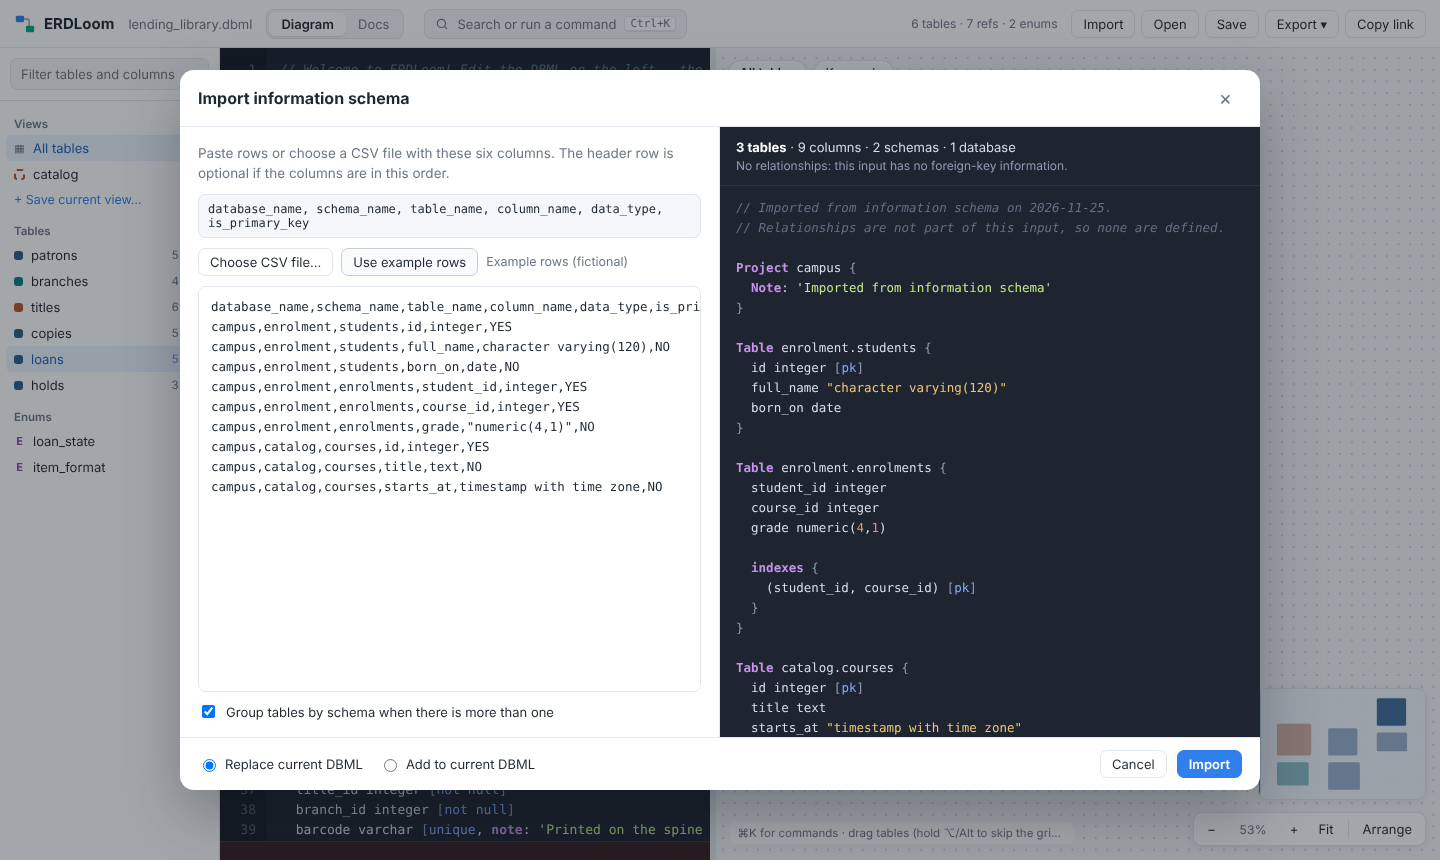 ERDLoom
lending_library.dbml
Diagram
Docs
Search or run a command
Ctrl+K
6 tables · 7 refs · 2 enums
Import
Open
Save
Export ▾
Copy link
Filter tables and columns
Views
All tables
catalog
+ Save current view...
Tables
patrons 5
branches 4
titles 6
copies 5
loans 5
holds 3
Enums
E loan_state
E item_format
Import information schema
×
Paste rows or choose a CSV file with these six columns. The header row is
optional if the columns are in this order.
database_name, schema_name, table_name, column_name, data_type,
is_primary_key
Choose CSV file...
Use example rows
Example rows (fictional)
database_name,schema_name,table_name,column_name,data_type,is_pri
campus,enrolment,students,id,integer,YES
campus,enrolment,students,full_name,character varying(120),NO
campus,enrolment,students,born_on,date,NO
campus,enrolment,enrolments,student_id,integer,YES
campus,enrolment,enrolments,course_id,integer,YES
campus,enrolment,enrolments,grade,"numeric(4,1)",NO
campus,catalog,courses,id,integer,YES
campus,catalog,courses,title,text,NO
campus,catalog,courses,starts_at,timestamp with time zone,NO
Group tables by schema when there is more than one
3 tables · 9 columns · 2 schemas · 1 database
No relationships: this input has no foreign-key information.
// Imported from information schema on 2026-11-25.
// Relationships are not part of this input, so none are defined.
Project campus {
Note: 'Imported from information schema'
}
Table enrolment.students {
id integer [pk]
full_name "character varying(120)"
born_on date
}
Table enrolment.enrolments {
student_id integer
course_id integer
grade numeric(4,1)
indexes {
(student_id, course_id) [pk]
}
}
Table catalog.courses {
id integer [pk]
title text
starts_at "timestamp with time zone"
Replace current DBML
Add to current DBML
Cancel
Import
37 title_id integer [not null]
38 branch_id integer [not null]
39 barcode varchar [unique, note: 'Printed on the spine
⌘K for commands · drag tables (hold ⌥/Alt to skip the gri...
−
53%
+
Fit
Arrange